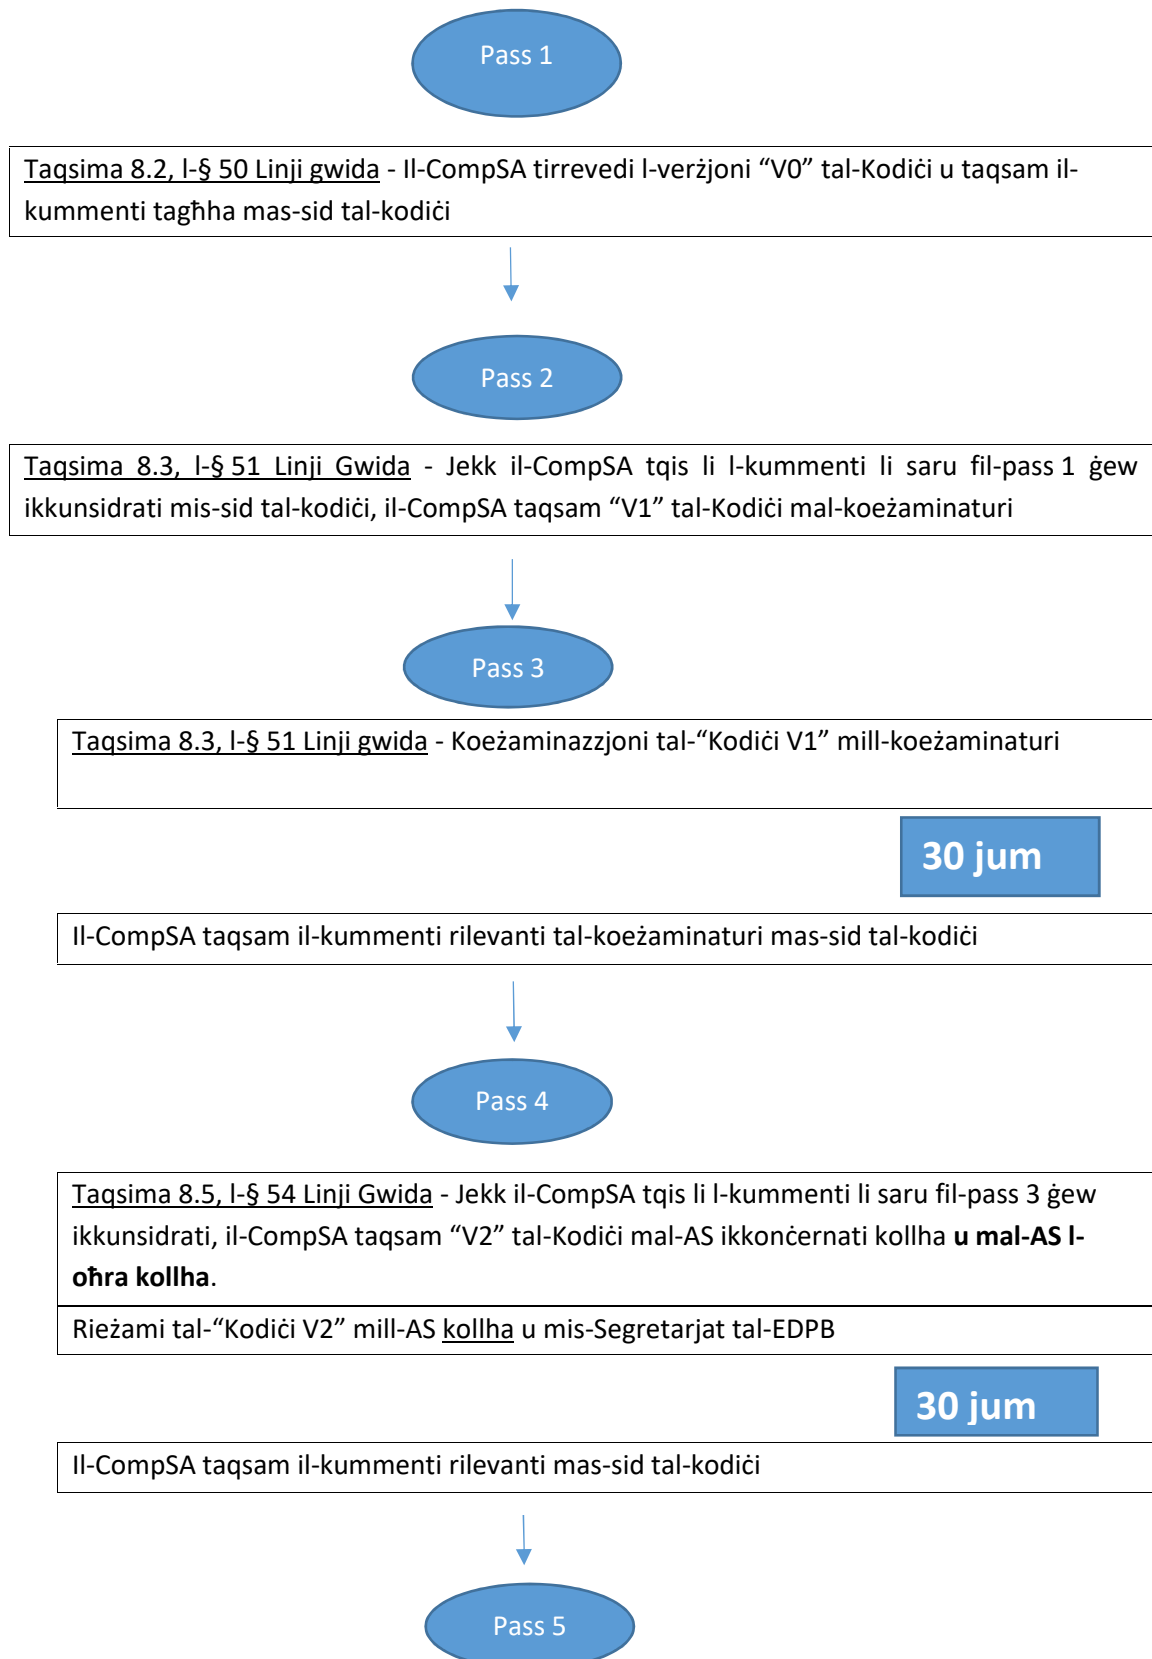 Pass 1
Taqsima 8.2, l-§ 50 Linji gwida - Il-CompSA tirrevedi l-verżjoni “V0” tal-Kodiċi u taqsam il-
kummenti tagħha mas-sid tal-kodiċi
Pass 2
Taqsima 8.3, l-§ 51 Linji Gwida - Jekk il-CompSA tqis li l-kummenti li saru fil-pass 1 ġew
ikkunsidrati mis-sid tal-kodiċi, il-CompSA taqsam “V1” tal-Kodiċi mal-koeżaminaturi
Pass 3
Taqsima 8.3, l-§ 51 Linji gwida - Koeżaminazzjoni tal-“Kodiċi V1” mill-koeżaminaturi
30 jum
Il-CompSA taqsam il-kummenti rilevanti tal-koeżaminaturi mas-sid tal-kodiċi
Pass 4
Taqsima 8.5, l-§ 54 Linji Gwida - Jekk il-CompSA tqis li l-kummenti li saru fil-pass 3 ġew
ikkunsidrati, il-CompSA taqsam “V2” tal-Kodiċi mal-AS ikkonċernati kollha u mal-AS l-
oħra kollha.
Rieżami tal-“Kodiċi V2” mill-AS kollha u mis-Segretarjat tal-EDPB
30 jum
Il-CompSA taqsam il-kummenti rilevanti mas-sid tal-kodiċi
Pass 5